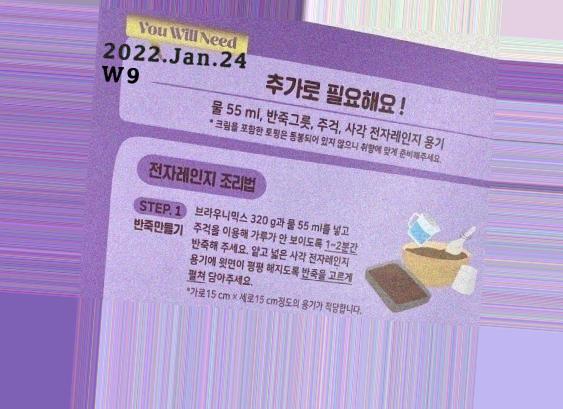 You Will Need
2022.Jan.24
W9
추가로 필요해요!
물 55 ml, 반죽그릇, 주걱, 사각 전자레인지 용기
* 크림을 포함한 토핑은 동봉되어 있지 않으니 취향에 맞게 준비해주세요.
전자레인지 조리법
STEP. 1
반죽만들기
브라우니믹스 320 g과 물 55 ml를 넣고
주걱을 이용해 가루가 안 보이도록 1~2분간
반죽해 주세요. 얇고 넓은 사각 전자레인지
용기에 윗면이 평평 해지도록 반죽을 고르게
펼쳐 담아주세요.
*가로15 cm × 세로15 cm정도의 용기가 적당합니다.